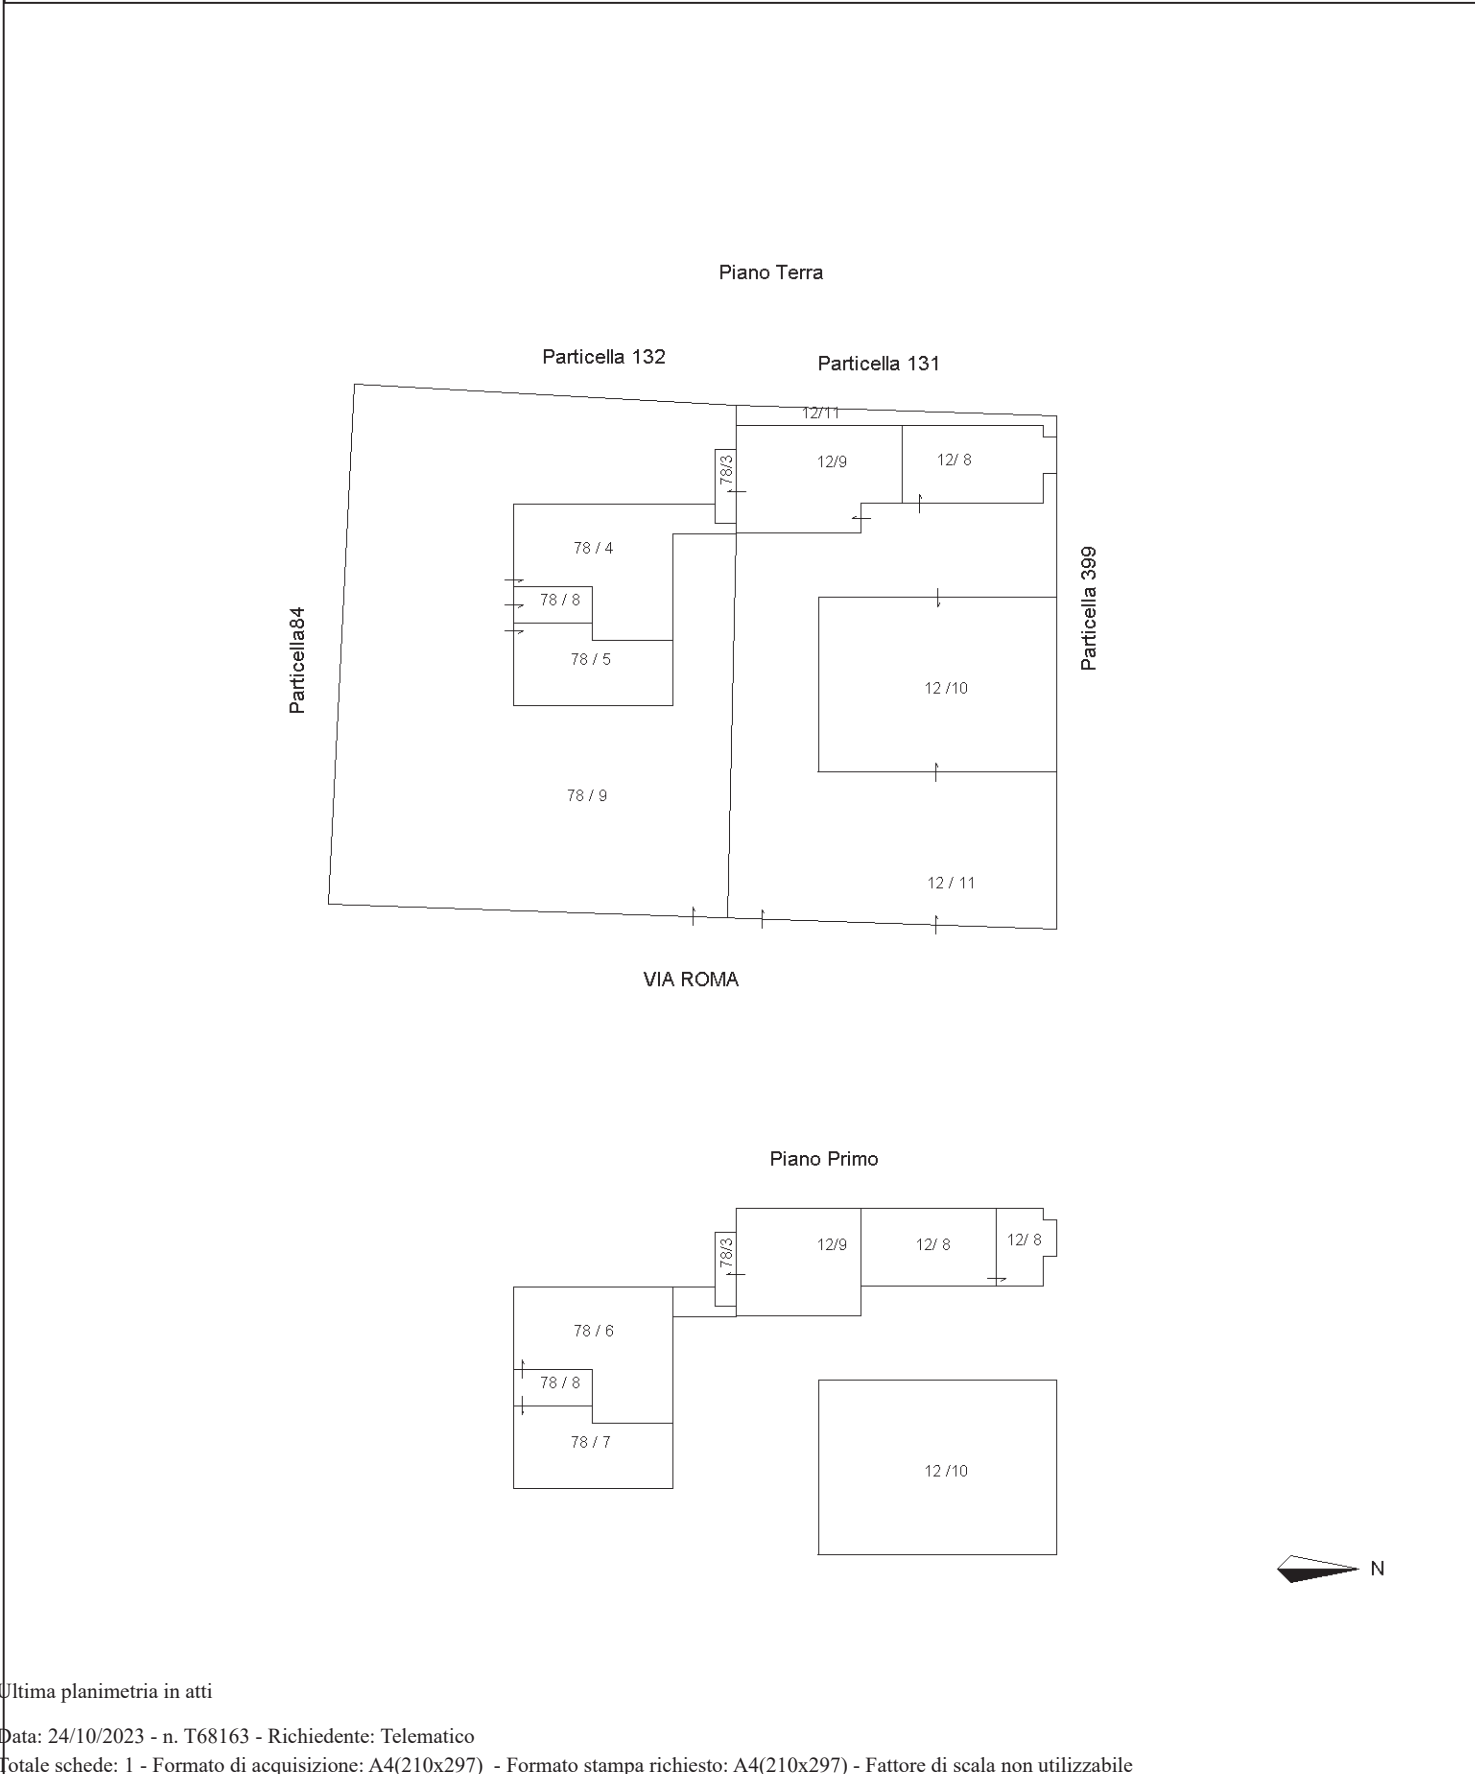 Piano Terra
Particella 132
Particella 131
12/11
78/3
12/9
12/ 8
78 / 4
78 / 8
78 / 5
Particella84
Particella 399
12 /10
78 / 9
12 / 11
VIA ROMA
Piano Primo
78/3
12/9
12/ 8
12/ 8
78 / 6
78 / 8
78 / 7
12 /10
N
Ultima planimetria in atti
Data: 24/10/2023 - n. T68163 - Richiedente: Telematico
Totale schede: 1 - Formato di acquisizione: A4(210x297) - Formato stampa richiesto: A4(210x297) - Fattore di scala non utilizzabile